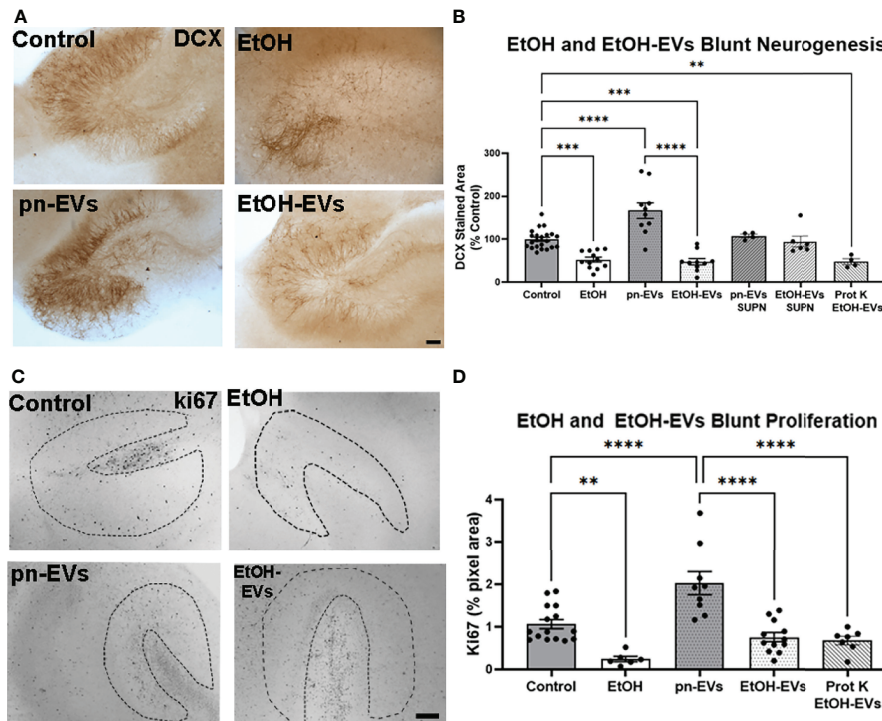 A
Control
DCX
EtOH
pn-EVs
EtOH-EVs
B
EtOH and EtOH-EVs Blunt Neurogenesis
**
***
****
***
****
DCX Stained Area
(% Control)
300
200
100
0
Control
EtOH
pn-EVs
EtOH-EVs
pn-EVs
SUPN
EtOH-EVs
SUPN
Prot K
EtOH-EVs
C
Control
ki67
EtOH
pn-EVs
EtOH-
EVs
D
EtOH and EtOH-EVs Blunt Proliferation
****
****
**
****
Ki67 (% pixel area)
4
3
2
1
0
Control
EtOH
pn-EVs
EtOH-EVs
Prot K
EtOH-EVs